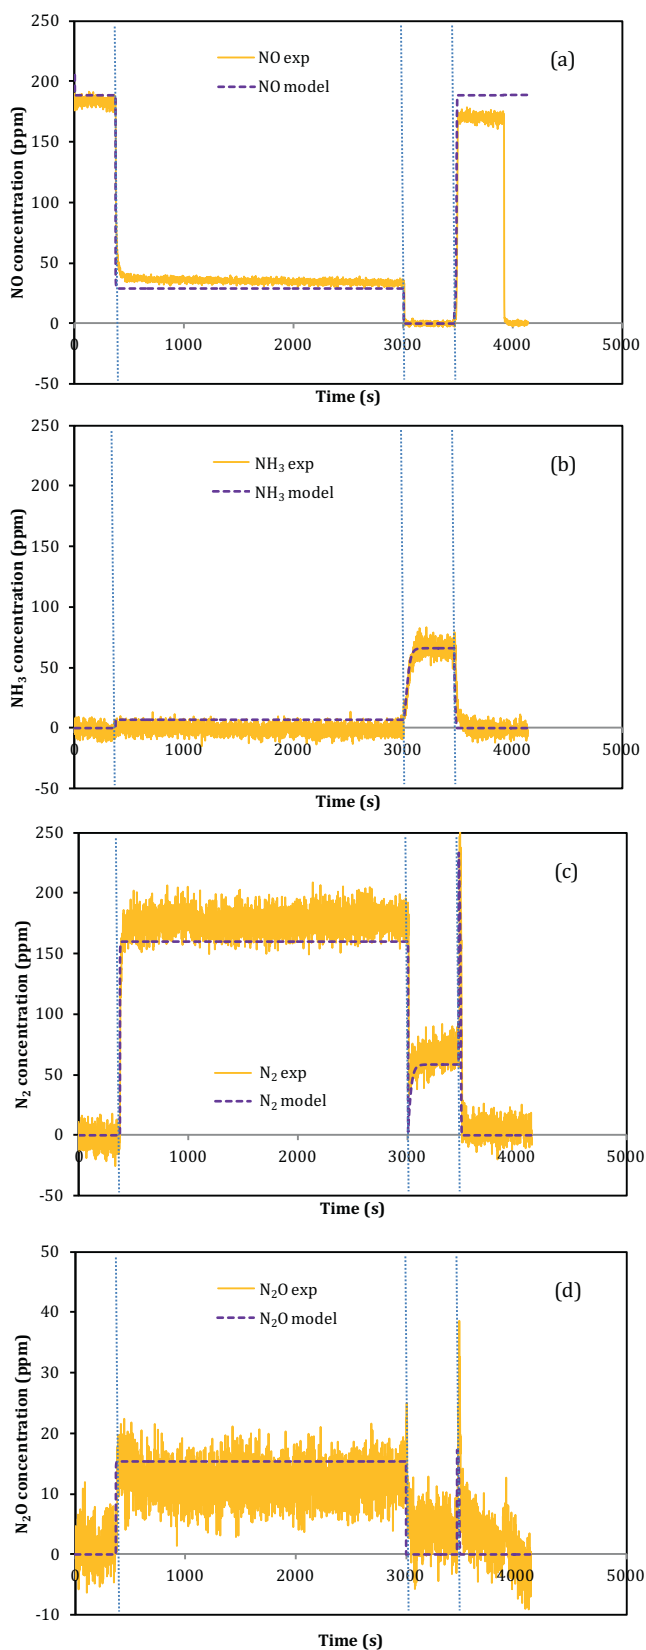 250
200
150
100
50
0
-50
NO concentration (ppm)
NO exp
NO model
(a)
0 1000 2000 3000 4000 5000
Time (s)
250
200
150
100
50
0
-50
NH₃ concentration (ppm)
NH₃ exp
NH₃ model
(b)
0 1000 2000 3000 4000 5000
Time (s)
250
200
150
100
50
0
-50
N₂ concentration (ppm)
(c)
N₂ exp
N₂ model
0 1000 2000 3000 4000 5000
Time (s)
50
40
30
20
10
0
-10
N₂O concentration (ppm)
N₂O exp
N₂O model
(d)
0 1000 2000 3000 4000 5000
Time (s)